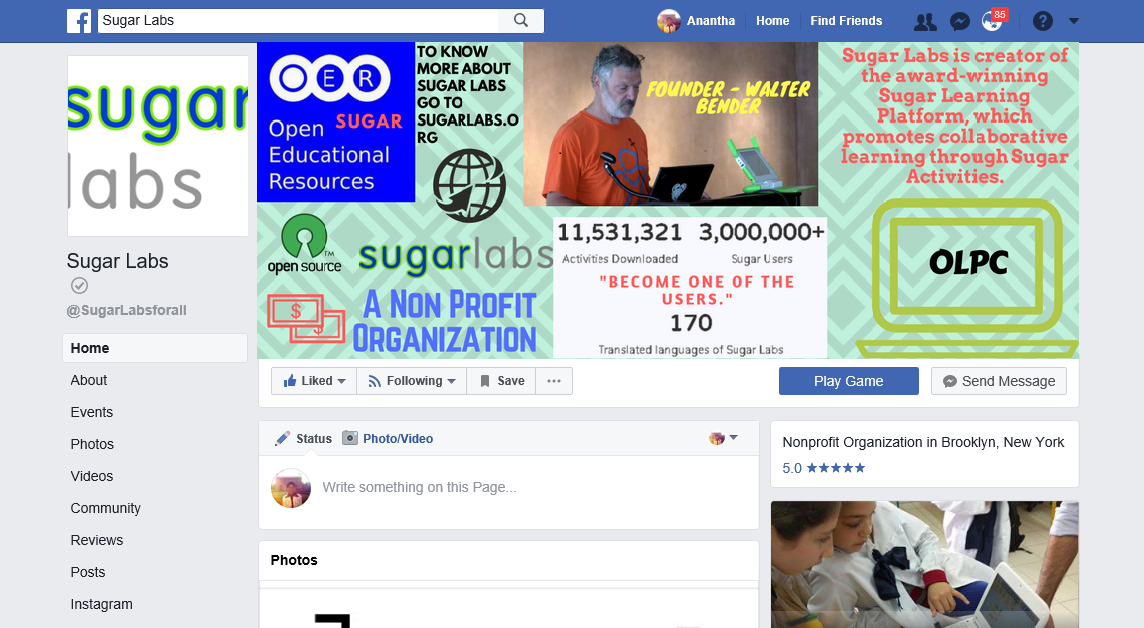 Sugar Labs
Anantha
Home
Find Friends
85
?
sugar
labs
Sugar Labs
@SugarLabsforall
Home
About
Events
Photos
Videos
Community
Reviews
Posts
Instagram
OER
Open SUGAR
Educational
Resources
TO KNOW
MORE ABOUT
SUGAR LABS
GO TO
SUGARLABS.O
RG
open source™
sugarlabs
$
$
A NON PROFIT
ORGANIZATION
FOUNDER - WALTER
BENDER
11,531,321 3,000,000+
Activities Downloaded Sugar Users
"BECOME ONE OF THE
USERS."
170
Translated languages of Sugar Labs
Sugar Labs is creator of
the award-winning
Sugar Learning
Platform, which
promotes collaborative
learning through Sugar
Activities.
OLPC
Liked
Following
Save
...
Play Game
Send Message
Status
Photo/Video
Write something on this Page...
Photos
Nonprofit Organization in Brooklyn, New York
5.0 ★★★★★